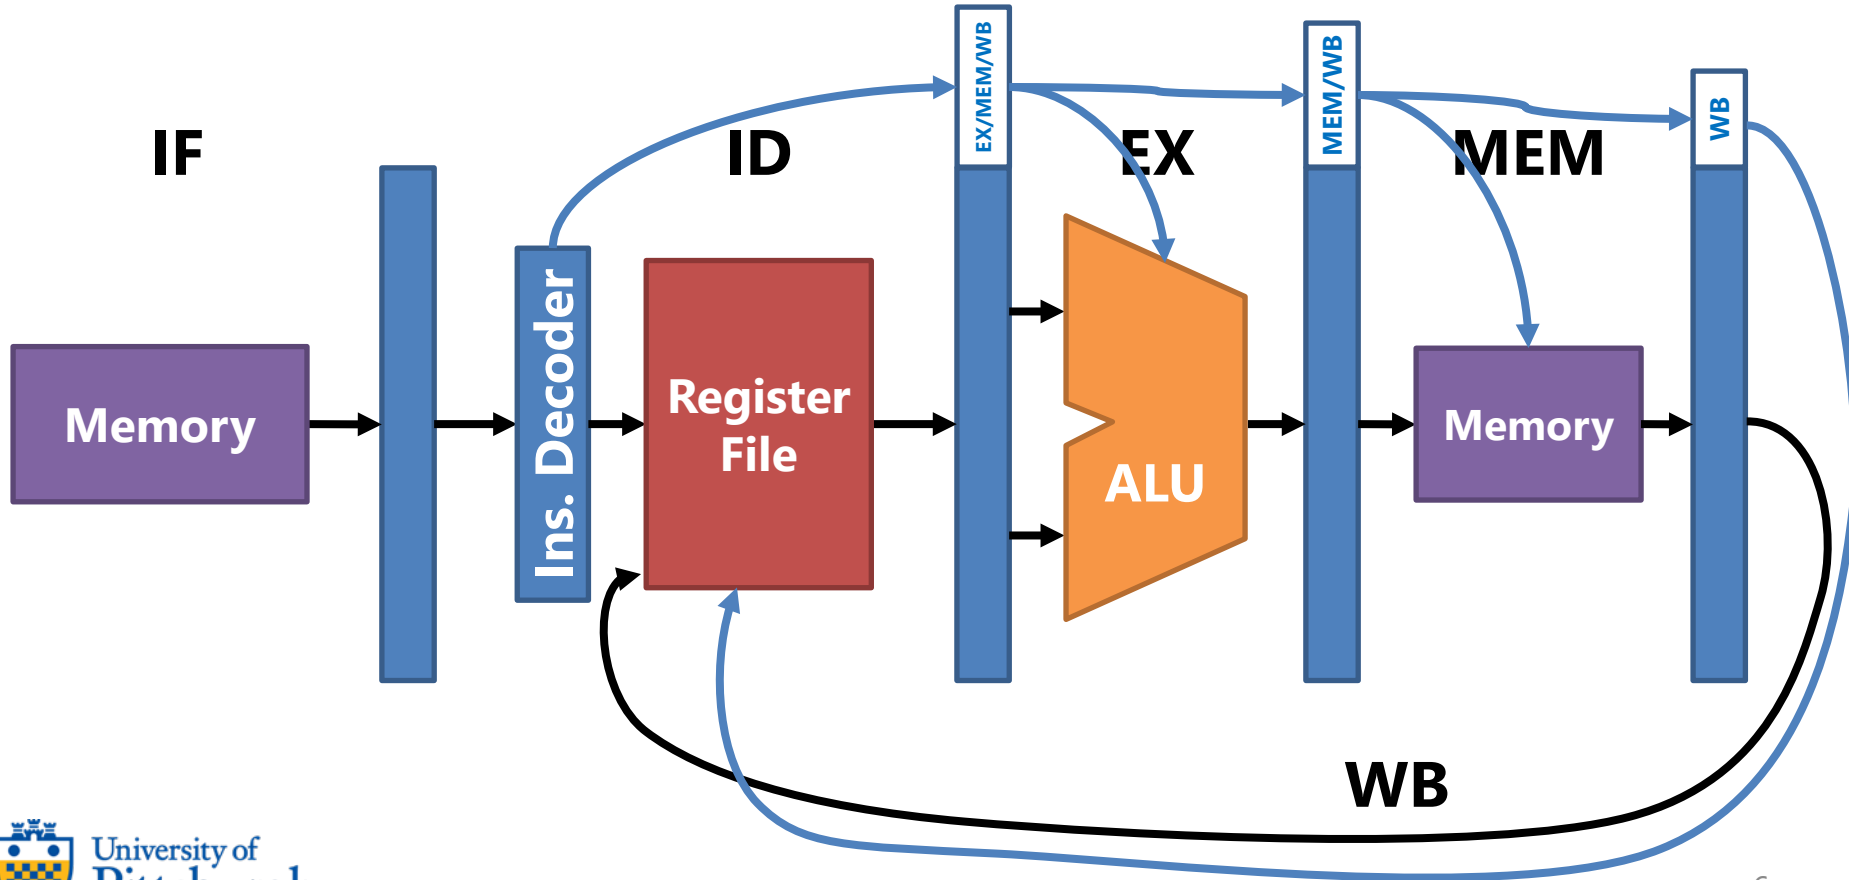 EX/MEM/WB
MEM/WB
WB
IF
ID
EX
MEM
Ins. Decoder
Memory
Register
File
ALU
Memory
WB
University of